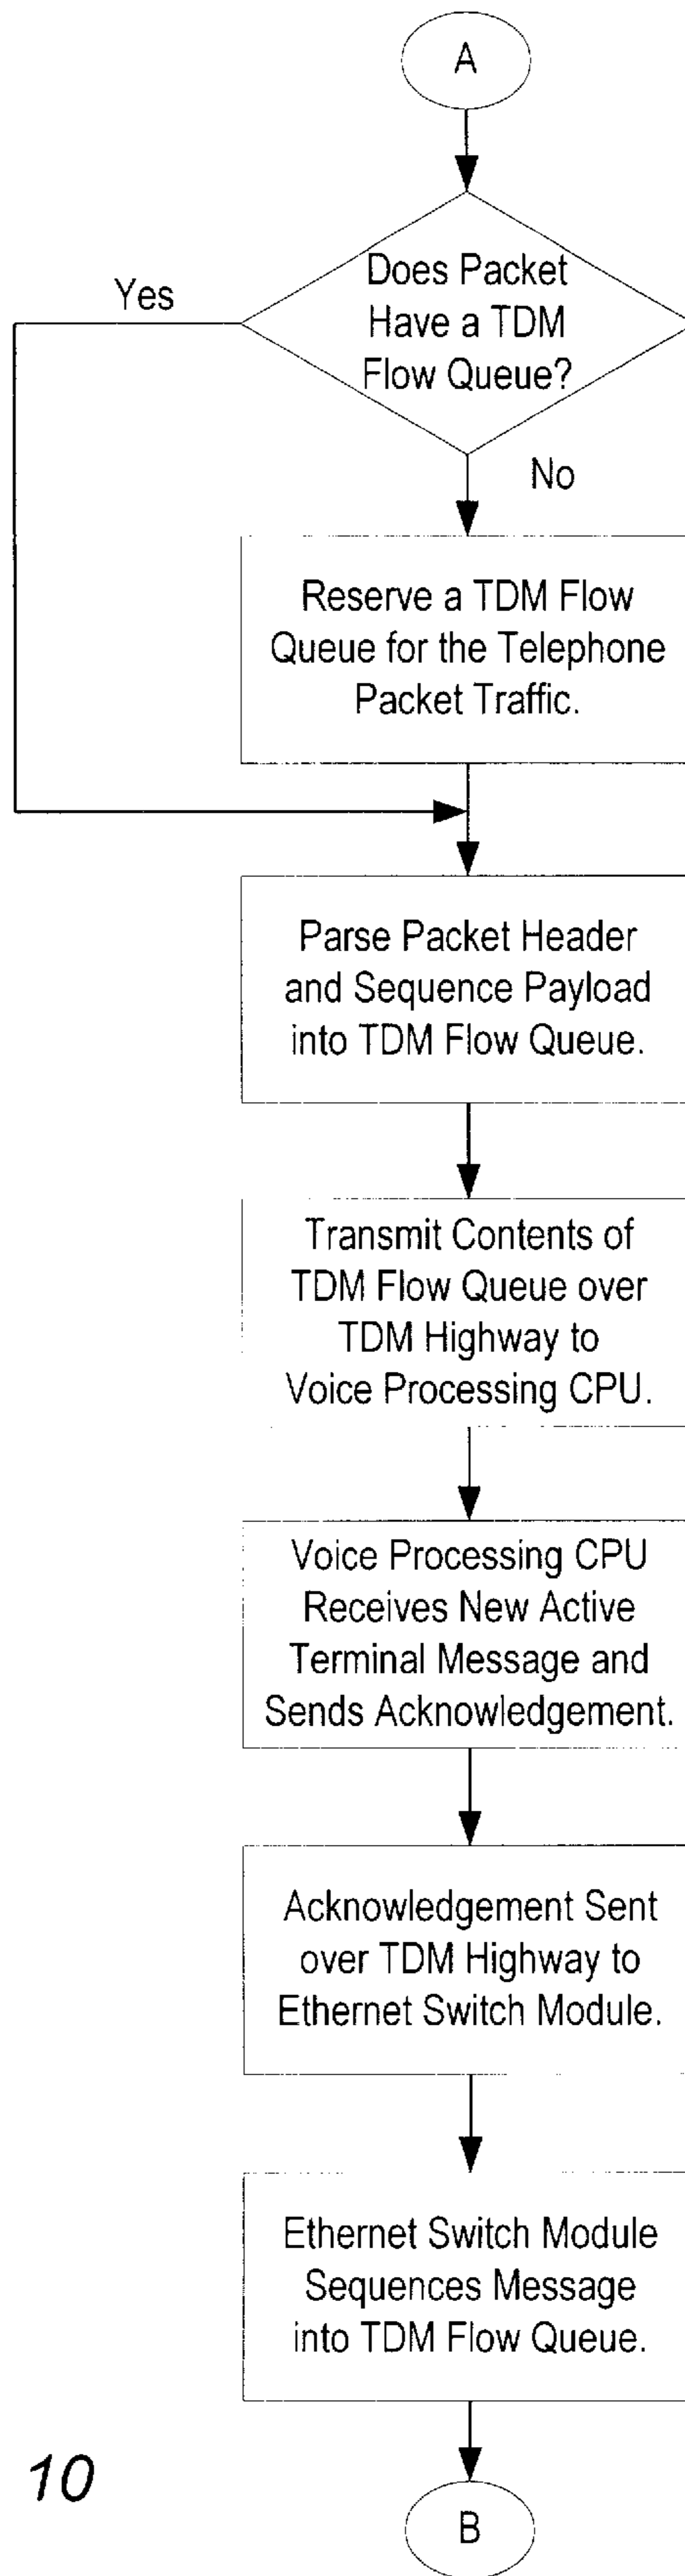 A
Does Packet
Have a TDM
Flow Queue?
Yes
No
Reserve a TDM Flow
Queue for the Telephone
Packet Traffic.
Parse Packet Header
and Sequence Payload
into TDM Flow Queue.
Transmit Contents of
TDM Flow Queue over
TDM Highway to
Voice Processing CPU.
Voice Processing CPU
Receives New Active
Terminal Message and
Sends Acknowledgement.
Acknowledgement Sent
over TDM Highway to
Ethernet Switch Module.
Ethernet Switch Module
Sequences Message
into TDM Flow Queue.
10
B